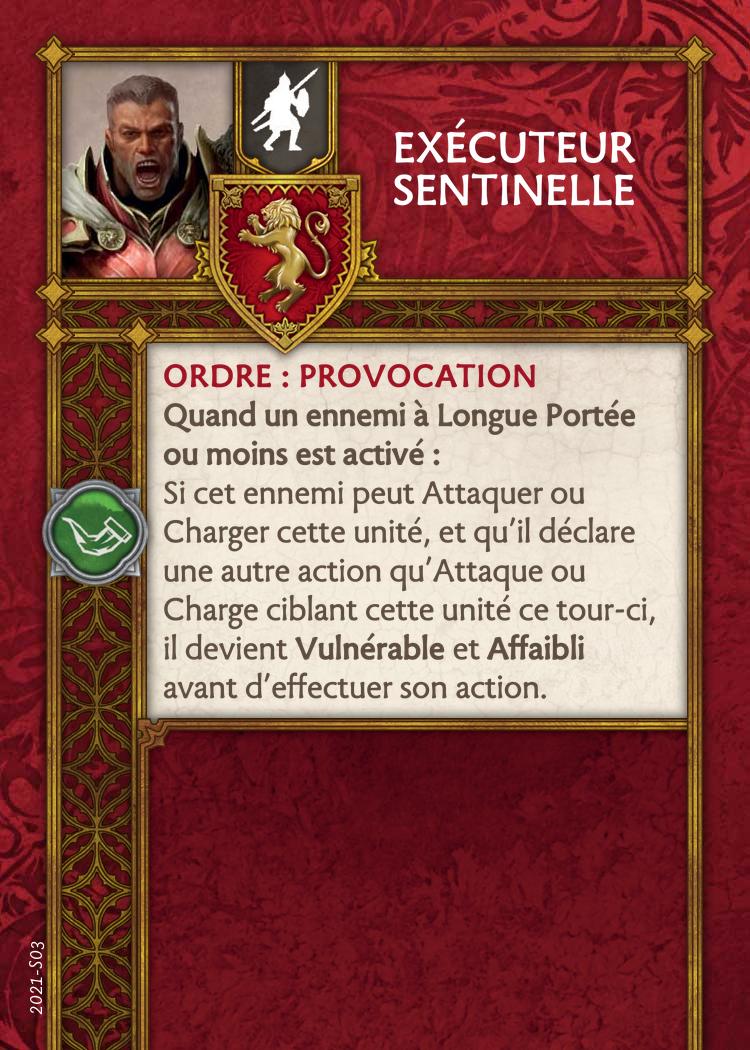 EXÉCUTEUR
SENTINELLE
ORDRE : PROVOCATION
Quand un ennemi à Longue Portée
ou moins est activé :
Si cet ennemi peut Attaquer ou
Charger cette unité, et qu’il déclare
une autre action qu’Attaque ou
Charge ciblant cette unité ce tour-ci,
il devient Vulnérable et Affaibli
avant d’effectuer son action.
2021-S03